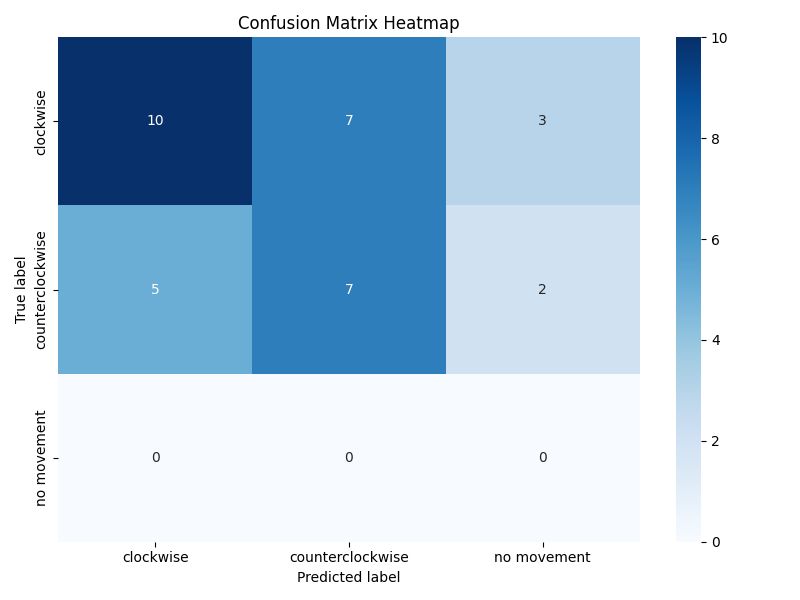 Confusion Matrix Heatmap
True label
clockwise
10 7 3
counterclockwise
5 7 2
no movement
0 0 0
clockwise counterclockwise no movement
Predicted label
10
8
6
4
2
0